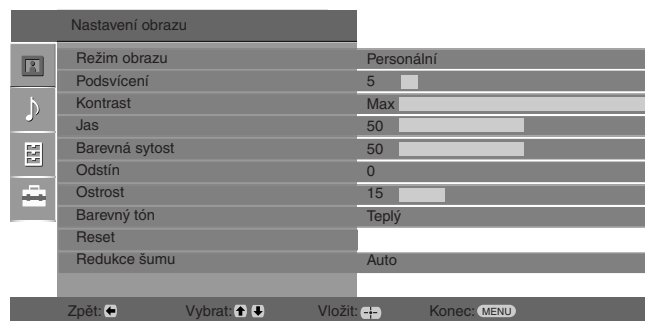 Nastavení obrazu
Režim obrazu Personální
Podsvícení 5
Kontrast Max
Jas 50
Barevná sytost 50
Odstín 0
Ostrost 15
Barevný tón Teplý
Reset
Redukce šumu Auto
Zpět: Vybrat: Vložit: Konec: MENU